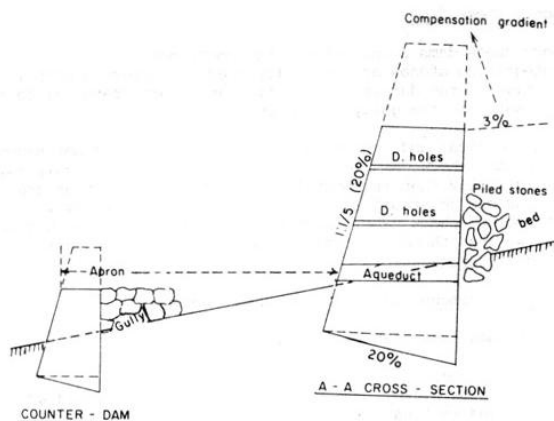 Compensation gradient
3%
D. holes
1:1/5 (20%)
Piled stones
D. holes
bed
Apron
Aqueduct
Gully
20%
A - A CROSS - SECTION
COUNTER - DAM